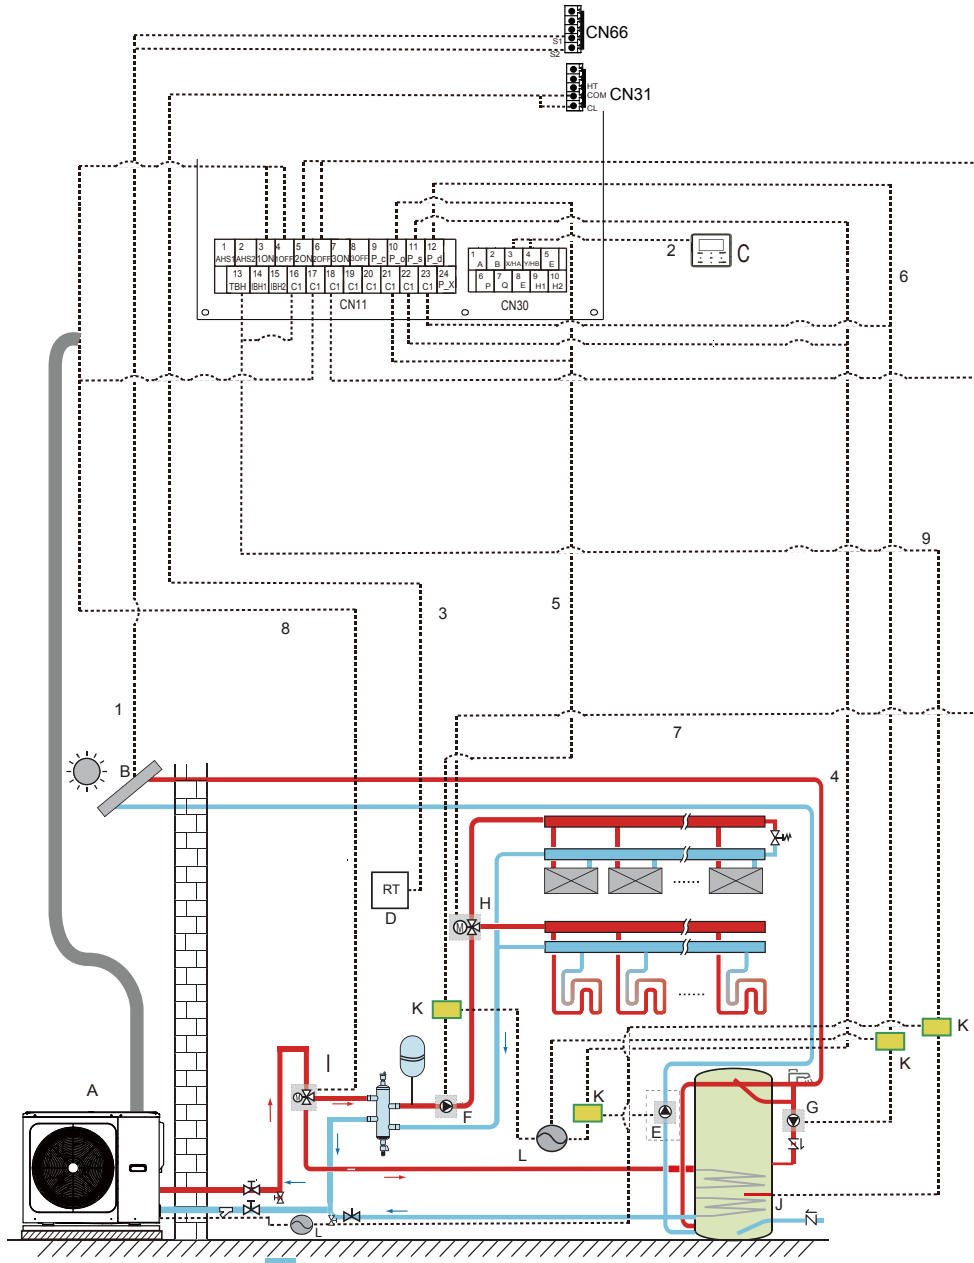 CN66
S1
S2
HT
COM
CL
CN31
1 2 3 4 5 6 7 8 9 10 11 12
AHS1 AHS2 1ON 1OFF 2ON 2OFF 3ON 3OFF P_c P_o P_s P_d
13 14 15 16 17 18 19 20 21 22 23 24
TBH IBH1 IBH2 C1 C1 C1 C1 C1 C1 C1 C1 P_X
CN11
1 2 3 4 5
A B X/HA Y/HB E
6 7 8 9 10
P Q E H1 H2
CN30
2
C
6
9
3
5
8
1
7
B
4
RT
D
H
M
K
K
K
I
A
M
F
K
G
E
L
J
L